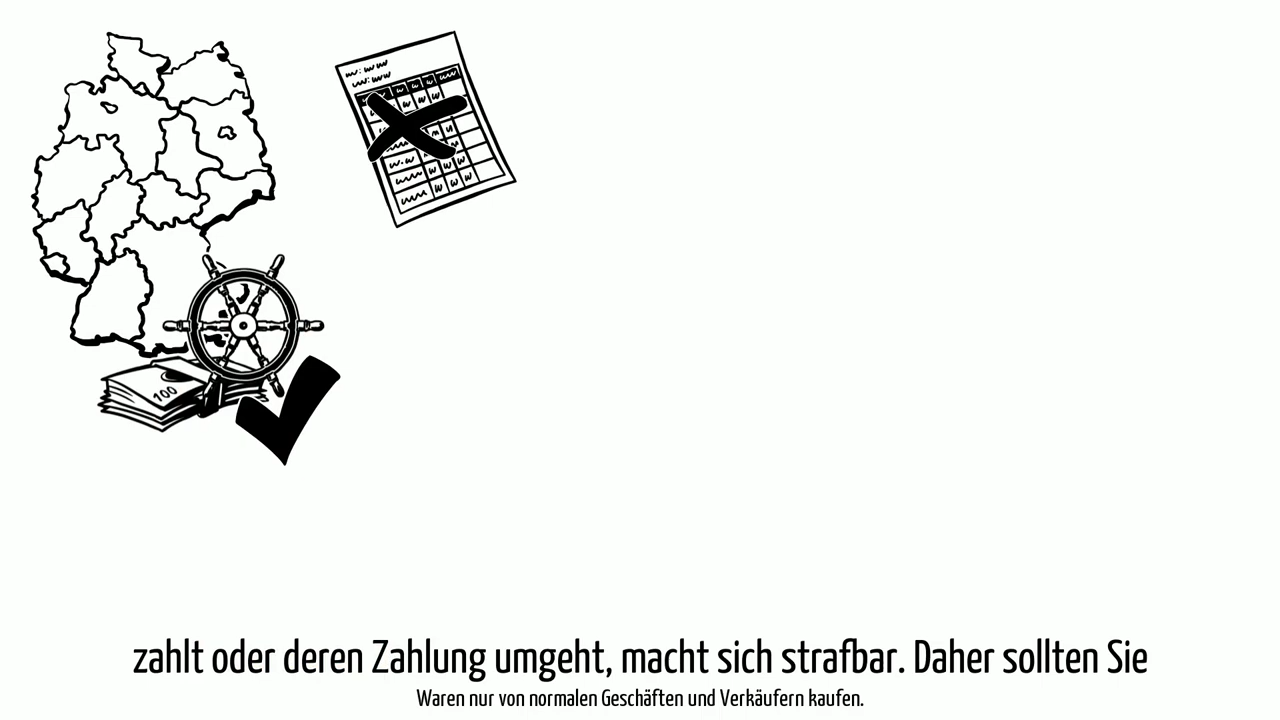 100
zahlt oder deren Zahlung umgeht, macht sich strafbar. Daher sollten Sie
Waren nur von normalen Geschäften und Verkäufern kaufen.